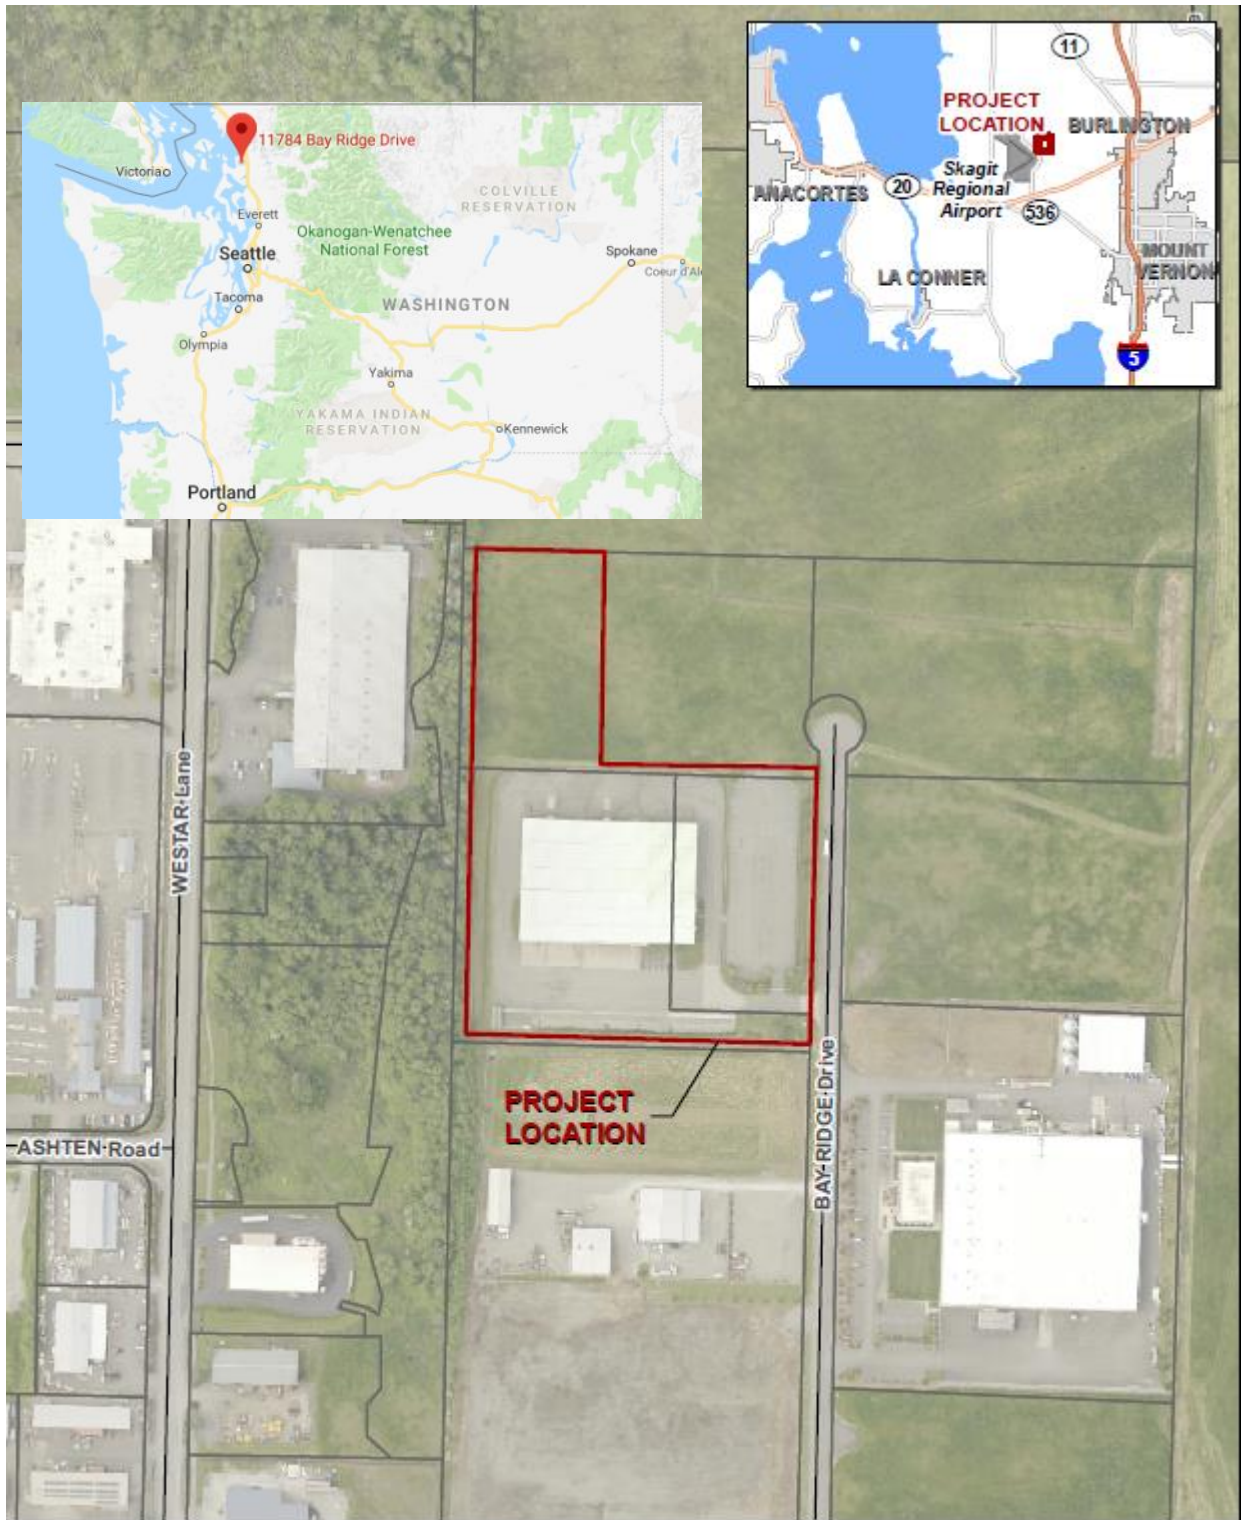 11784 Bay Ridge Drive
Victoria
COLVILLE
RESERVATION
Everett
Okanogan-Wenatchee
National Forest
Seattle
Spokane
Coeur d'Al
Tacoma
WASHINGTON
Olympia
Yakima
YAKAMA INDIAN
RESERVATION
Kennewick
Portland
11
PROJECT
LOCATION
BURLINGTON
ANACORTES
20
Skagit
Regional
Airport
536
MOUNT
VERNON
LA CONNER
5
WESTAR Lane
PROJECT
LOCATION
BAY RIDGE Drive
ASHTEN Road